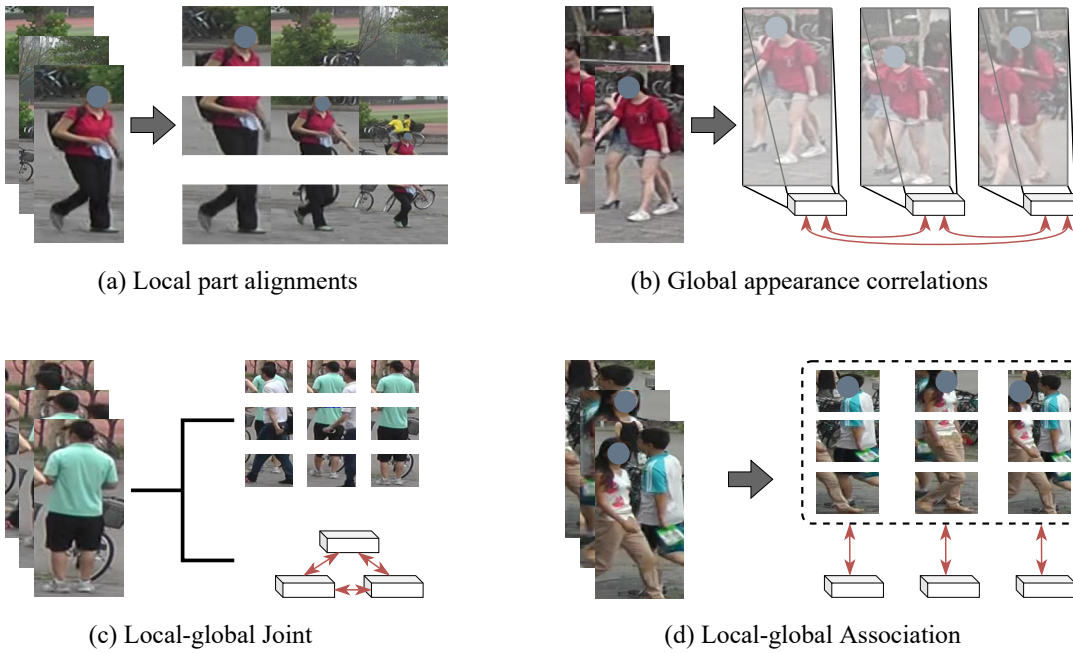 (a) Local part alignments
(b) Global appearance correlations
(c) Local-global Joint
(d) Local-global Association